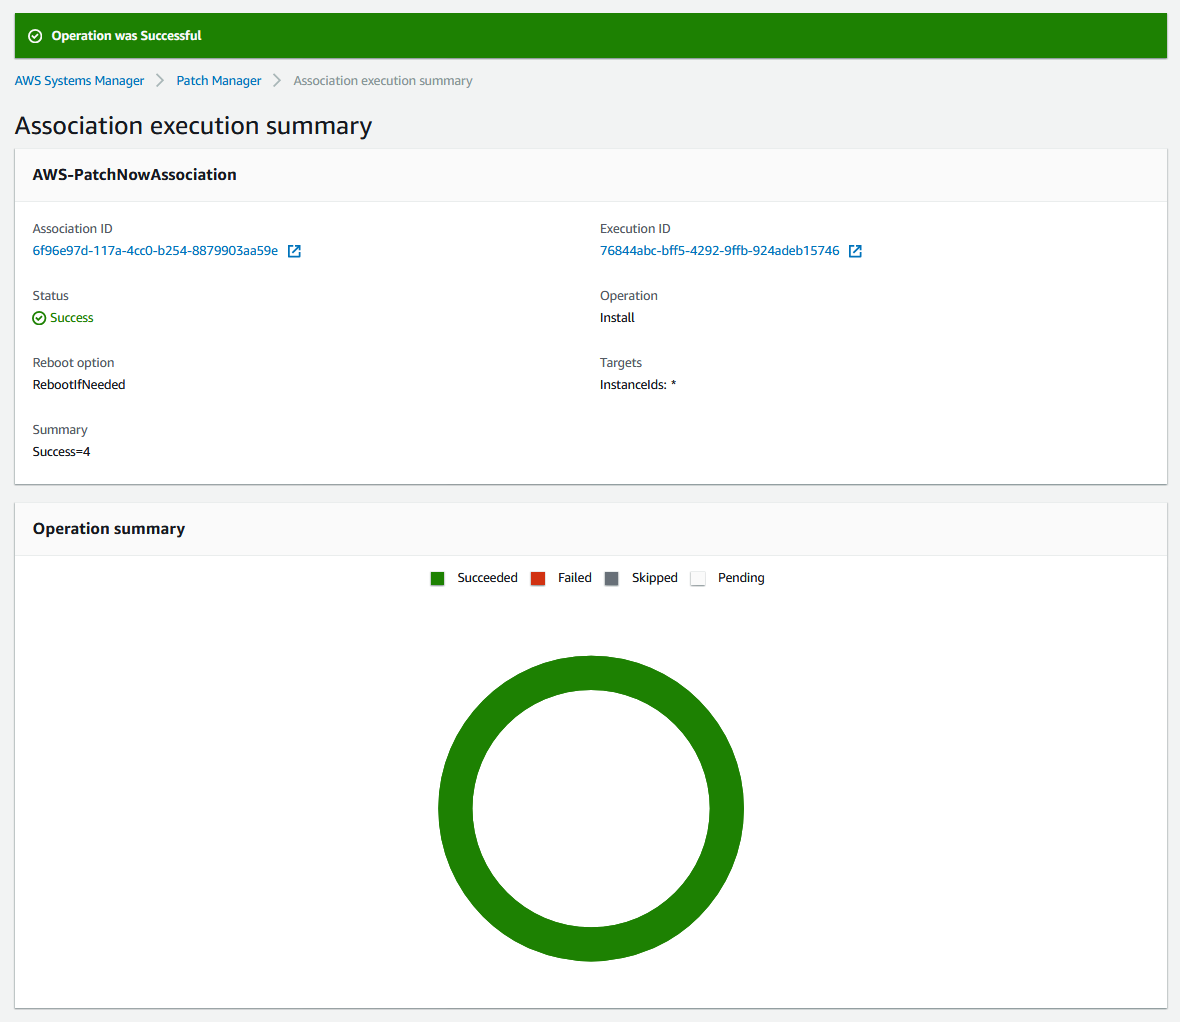 Operation was Successful
AWS Systems Manager > Patch Manager > Association execution summary
Association execution summary
AWS-PatchNowAssociation
Association ID
6f96e97d-117a-4cc0-b254-8879903aa59e
Execution ID
76844abc-bff5-4292-9ffb-924adeb15746
Status
Success
Operation
Install
Reboot option
RebootIfNeeded
Targets
InstanceIds: *
Summary
Success=4
Operation summary
Succeeded Failed Skipped Pending